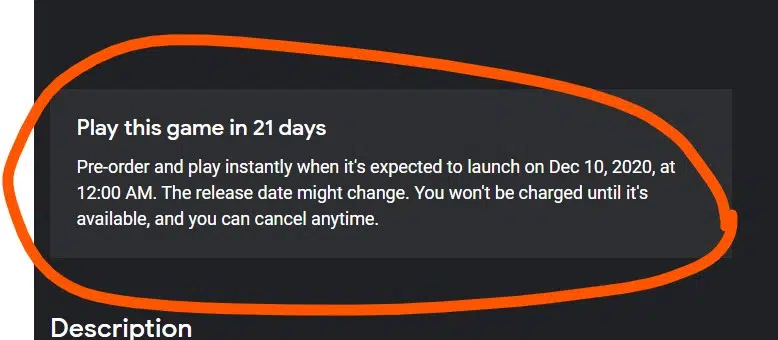 Play this game in 21 days
Pre-order and play instantly when it's expected to launch on Dec 10, 2020, at
12:00 AM. The release date might change. You won't be charged until it's
available, and you can cancel anytime.
Description